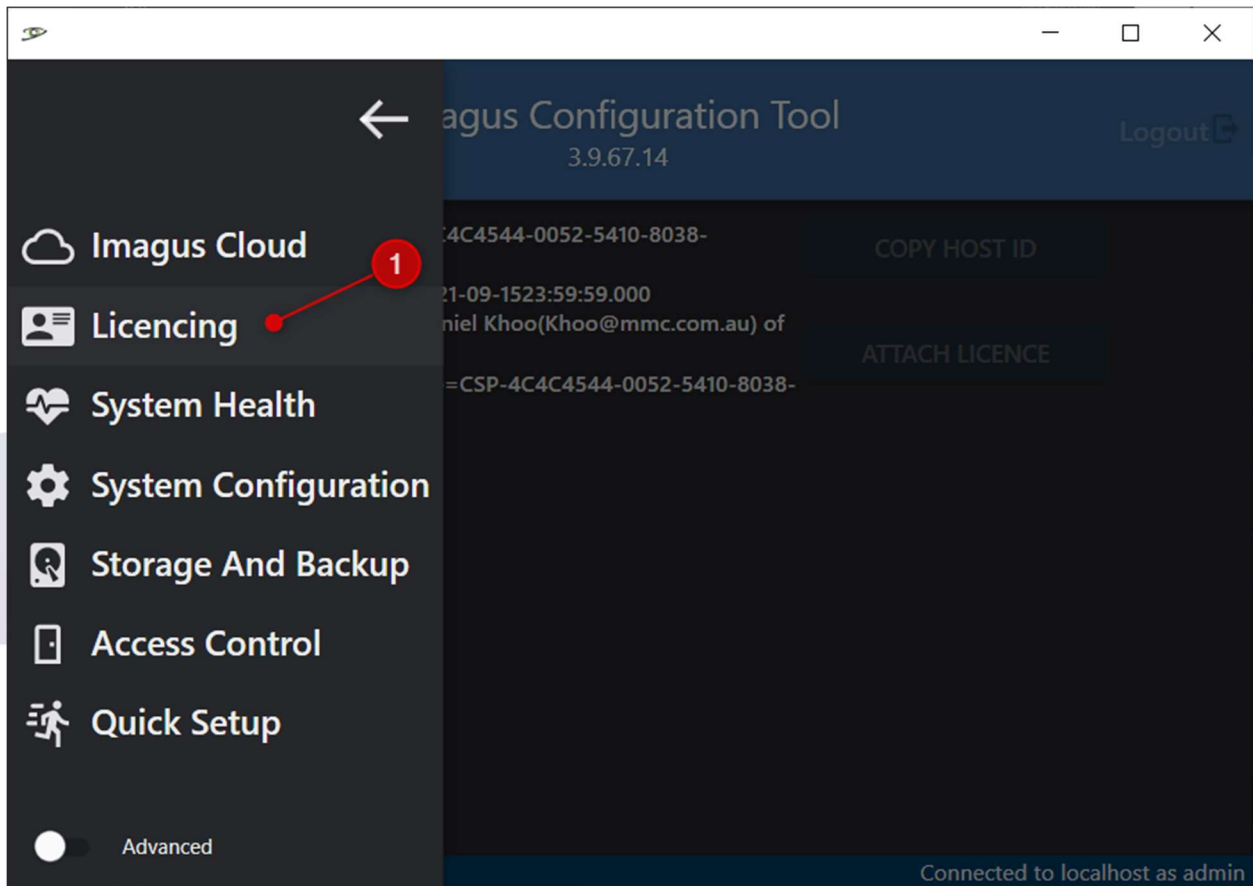 agus Configuration Tool
3.9.67.14
Logout
Imagus Cloud
1
Licencing
System Health
System Configuration
Storage And Backup
Access Control
Quick Setup
Advanced
4C4544-0052-5410-8038-
COPY HOST ID
21-09-1523:59:59.000
niel Khoo(Khoo@mmc.com.au) of
ATTACH LICENCE
=CSP-4C4C4544-0052-5410-8038-
Connected to localhost as admin